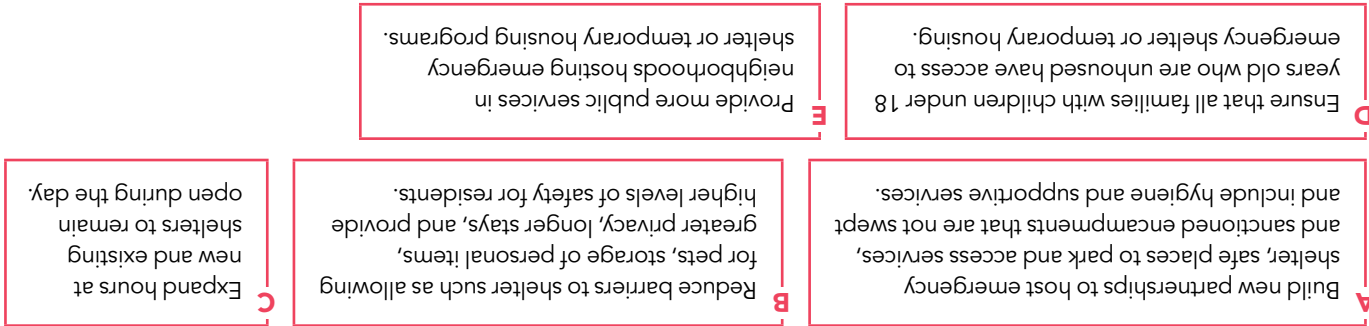 A
Build new partnerships to host emergency
shelter, safe places to park and access services,
and sanctioned encampments that are not swept
and include hygiene and supportive services.
B
Reduce barriers to shelter such as allowing
for pets, storage of personal items,
greater privacy, longer stays, and provide
higher levels of safety for residents.
C
Expand hours at
new and existing
shelters to remain
open during the day.
D
Ensure that all families with children under 18
years old who are unhoused have access to
emergency shelter or temporary housing.
E
Provide more public services in
neighborhoods hosting emergency
shelter or temporary housing programs.